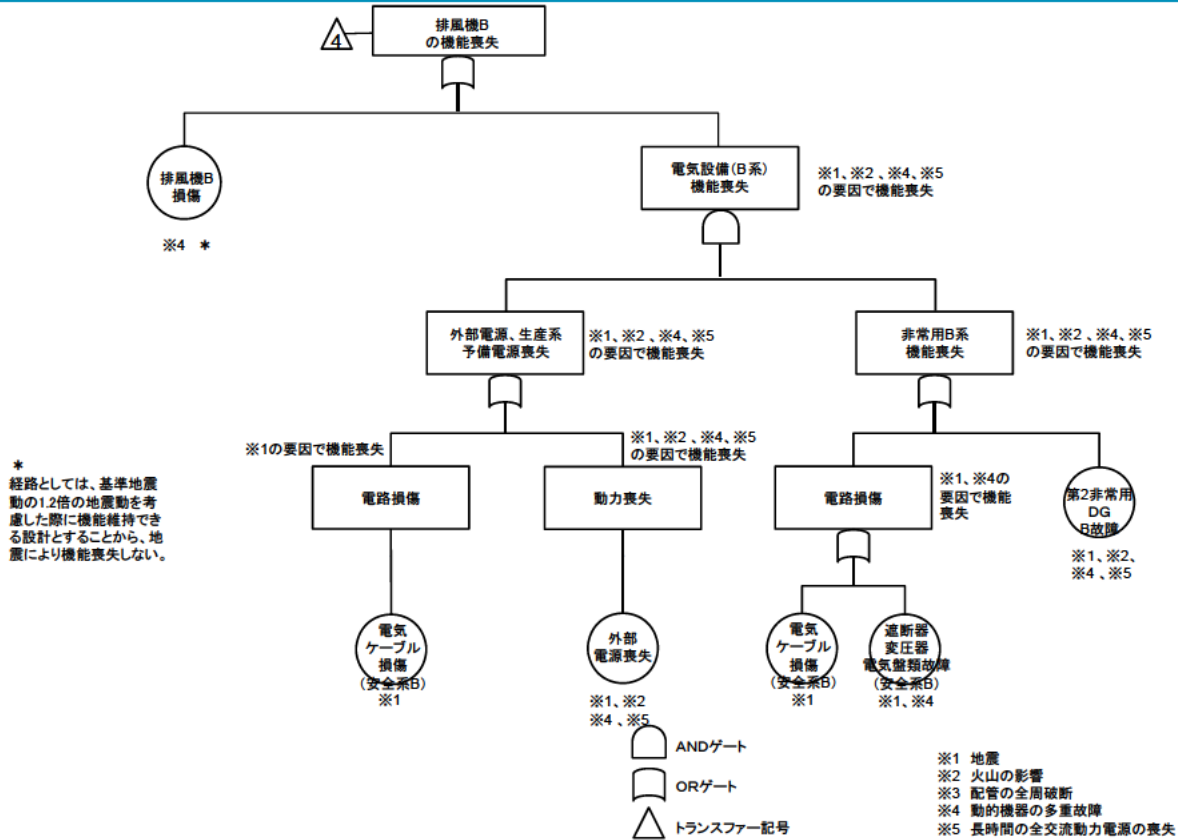 排風機B
の機能喪失
4
排風機B
損傷
※4 *
電気設備(B系)
機能喪失
※1、※2 、※4、※5
の要因で機能喪失
外部電源、生産系
予備電源喪失
※1、※2 、※4、※5
の要因で機能喪失
非常用B系
機能喪失
※1、※2 、※4、※5
の要因で機能喪失
*
経路としては、基準地震
動の1.2倍の地震動を考
慮した際に機能維持でき
る設計とすることから、地
震により機能喪失しない。
※1の要因で機能喪失
電路損傷
※1、※2 、※4、※5
の要因で機能喪失
動力喪失
電路損傷
※1、※4の
要因で機能
喪失
第2非常用
DG
B故障
※1、※2、
※4 、※5
電気
ケーブル
損傷
(安全系B)
※1
外部
電源喪失
※1、※2
※4 、※5
電気
ケーブル
損傷
(安全系B)
※1
遮断器
変圧器
電気盤類故障
(安全系B)
※1、※4
ANDゲート
ORゲート
トランスファー記号
※1 地震
※2 火山の影響
※3 配管の全周破断
※4 動的機器の多重故障
※5 長時間の全交流動力電源の喪失